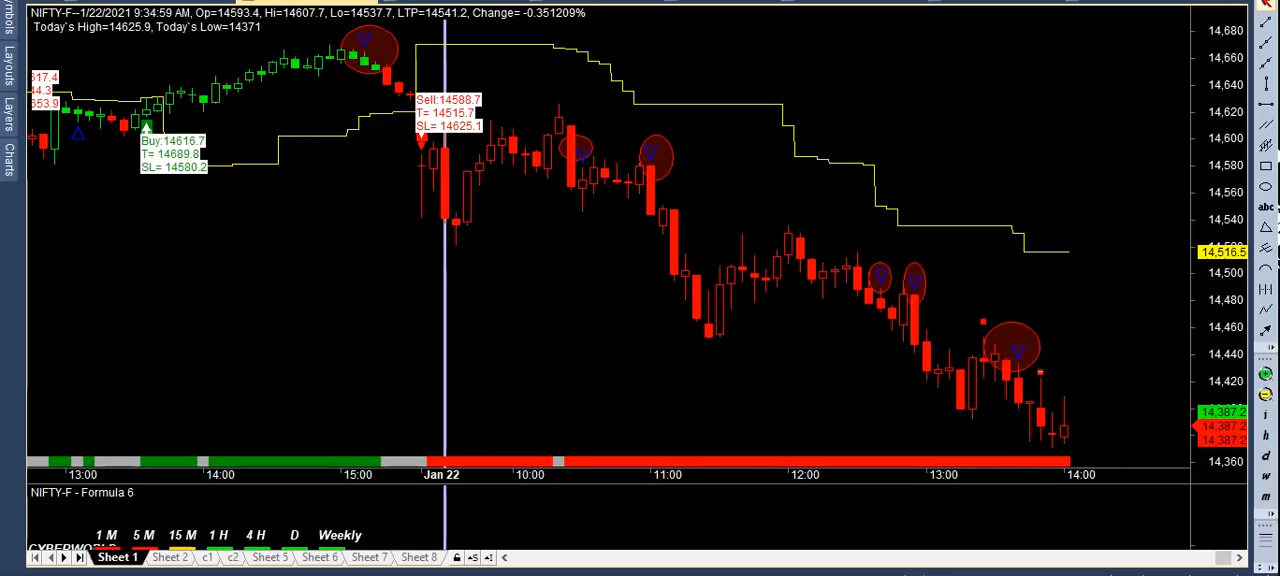 NIFTY-F--1/22/2021 9:34:59 AM, Op=14593.4, Hi=14607.7, Lo=14537.7, LTP=14541.2, Change= -0.351209%
Today`s High=14625.9, Today`s Low=14371
Layouts
Layers
Charts
Buy:14616.7
T= 14689.8
SL= 14580.2
Sell:14588.7
T= 14515.7
SL= 14625.1
14,680
14,660
14,640
14,620
14,600
14,580
14,560
14,540
14,516.5
14,500
14,480
14,460
14,440
14,420
14,387.2
14,387.2
14,387.2
14,360
abc
13:00 14:00 15:00 Jan 22 10:00 11:00 12:00 13:00 14:00
NIFTY-F - Formula 6
1 M 5 M 15 M 1 H 4 H D Weekly
Sheet 1 Sheet 2 c1 c2 Sheet 5 Sheet 6 Sheet 7 Sheet 8
i
h
d
w
m